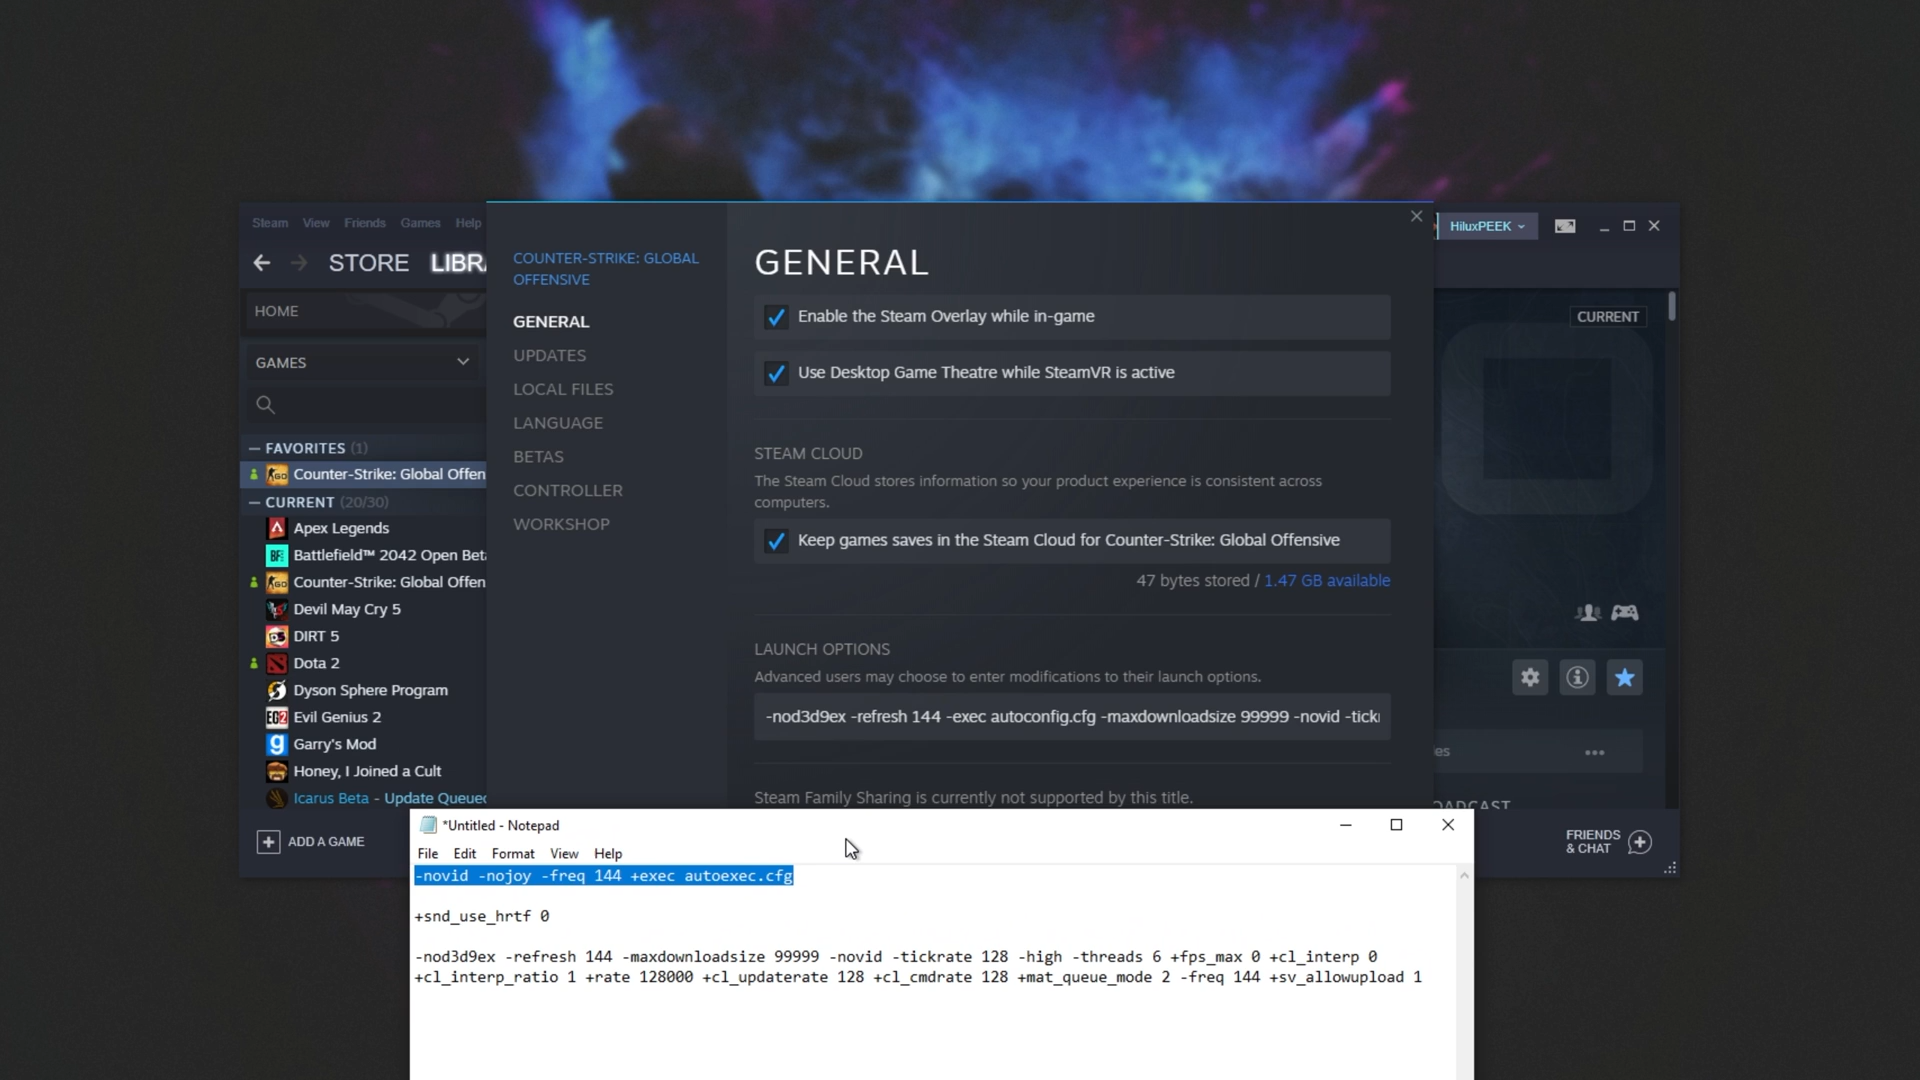 Steam View Friends Games Help
HiluxPEEK
STORE
HOME
GAMES
FAVORITES (1)
Counter-Strike: Global Offen
CURRENT (20/30)
Apex Legends
Battlefield™ 2042 Open Beta
Counter-Strike: Global Offen
Devil May Cry 5
DIRT 5
Dota 2
Dyson Sphere Program
Evil Genius 2
Garry's Mod
Honey, I Joined a Cult
Icarus Beta - Update Queued
ADD A GAME
COUNTER-STRIKE: GLOBAL
OFFENSIVE
GENERAL
UPDATES
LOCAL FILES
LANGUAGE
BETAS
CONTROLLER
WORKSHOP
GENERAL
Enable the Steam Overlay while in-game
Use Desktop Game Theatre while SteamVR is active
STEAM CLOUD
The Steam Cloud stores information so your product experience is consistent across
computers.
Keep games saves in the Steam Cloud for Counter-Strike: Global Offensive
47 bytes stored / 1.47 GB available
LAUNCH OPTIONS
Advanced users may choose to enter modifications to their launch options.
-nod3d9ex -refresh 144 -exec autoconfig.cfg -maxdownloadsize 99999 -novid -tick
Steam Family Sharing is currently not supported by this title.
CURRENT
FRIENDS
& CHAT
*Untitled - Notepad
File Edit Format View Help
-novid -nojoy -freq 144 +exec autoexec.cfg
+snd_use_hrtf 0
-nod3d9ex -refresh 144 -maxdownloadsize 99999 -novid -tickrate 128 -high -threads 6 +fps_max 0 +cl_interp 0
+cl_interp_ratio 1 +rate 128000 +cl_updaterate 128 +cl_cmdrate 128 +mat_queue_mode 2 -freq 144 +sv_allowupload 1